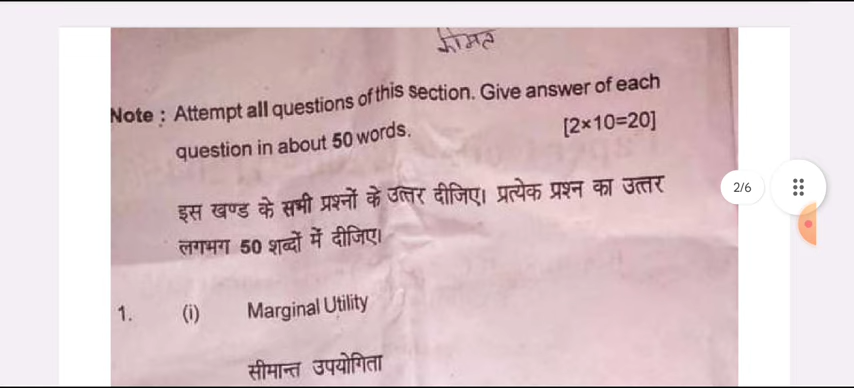 कीमत
Note : Attempt all questions of this section. Give answer of each
question in about 50 words. [2×10=20]
इस खण्ड के सभी प्रश्नों के उत्तर दीजिए। प्रत्येक प्रश्न का उत्तर
लगभग 50 शब्दों में दीजिए।
2/6
1. (i) Marginal Utility
सीमान्त उपयोगिता